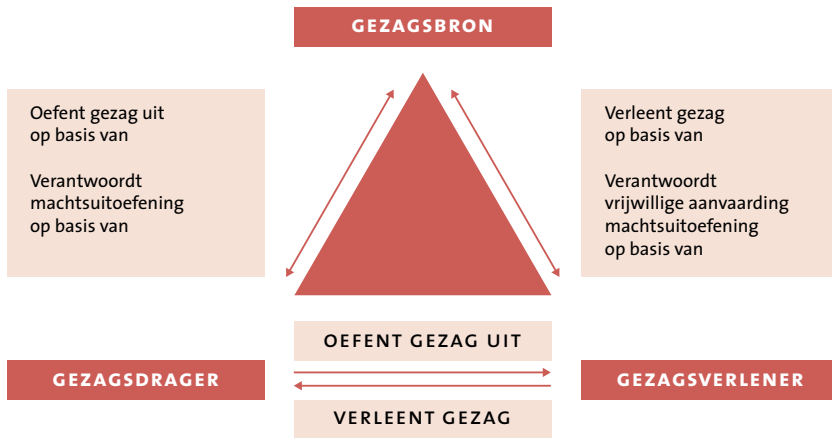 GEZAGSBRON
Oefent gezag uit
op basis van
Verantwoordt
machtsuitoefening
op basis van
Verleent gezag
op basis van
Verantwoordt
vrijwillige aanvaarding
machtsuitoefening
op basis van
OEFENT GEZAG UIT
GEZAGSDRAGER
GEZAGSVERLENER
VERLEENT GEZAG